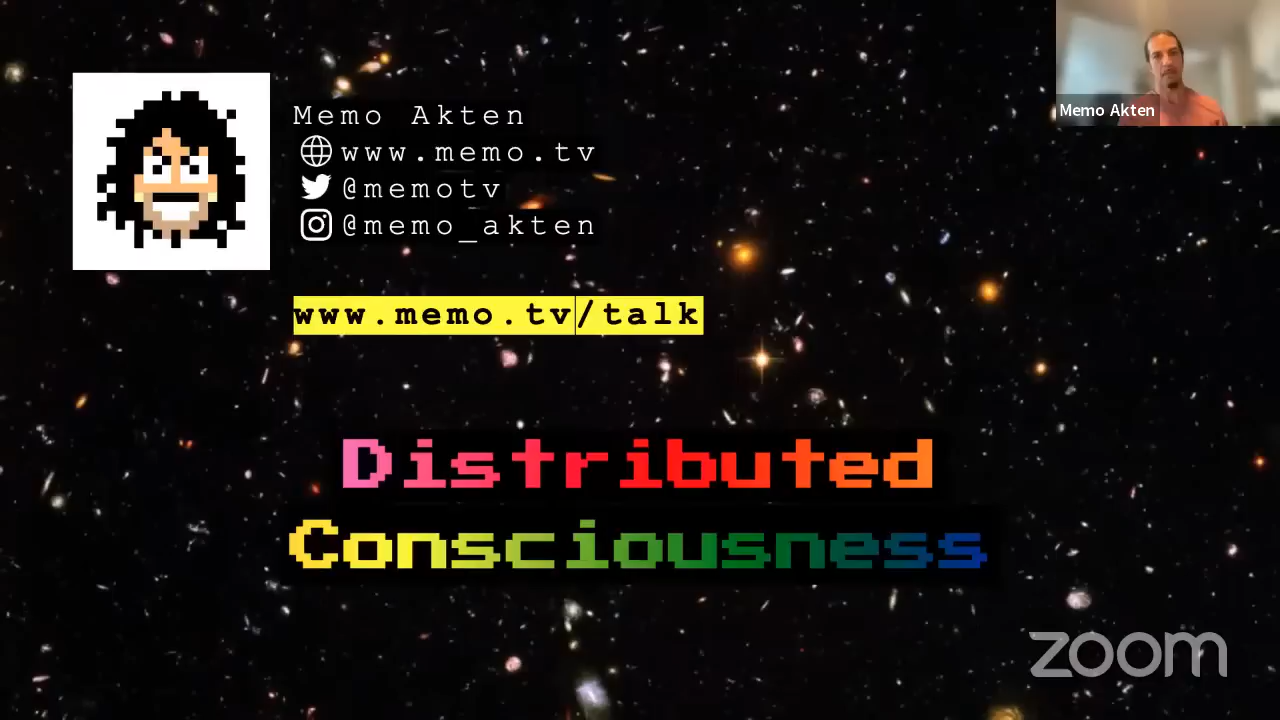 Memo Akten
www.memo.tv
@memotv
@memo_akten
www.memo.tv/talk
Distributed
Consciousness
Memo Akten
zoom